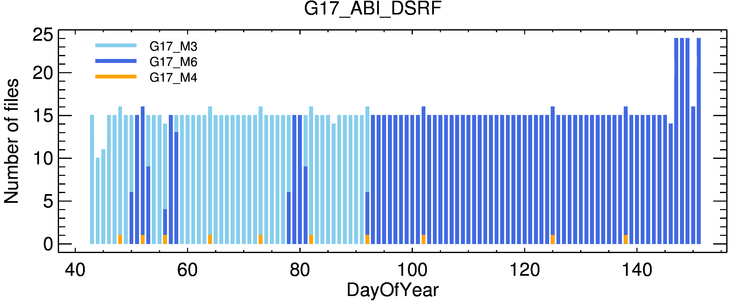 G17_ABI_DSRF
25
20
15
10
5
0
Number of files
G17_M3
G17_M6
G17_M4
40 60 80 100 120 140
DayOfYear